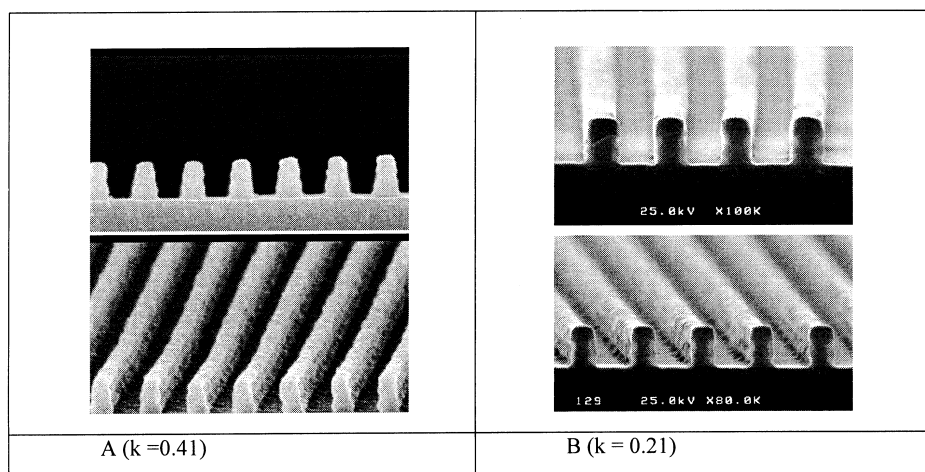 25.0kV X100K
129 25.0kV X80.0K
A (k =0.41)
B (k = 0.21)